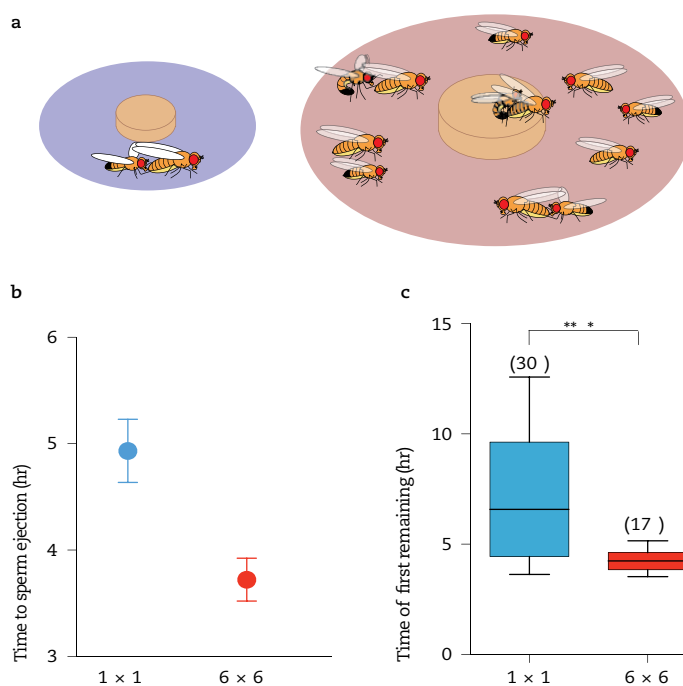 a
b
6
5
4
3
Time to sperm ejection (hr)
1 × 1
6 × 6
c
15
10
5
0
Time of first remaining (hr)
** *
(30 )
(17 )
1 × 1
6 × 6